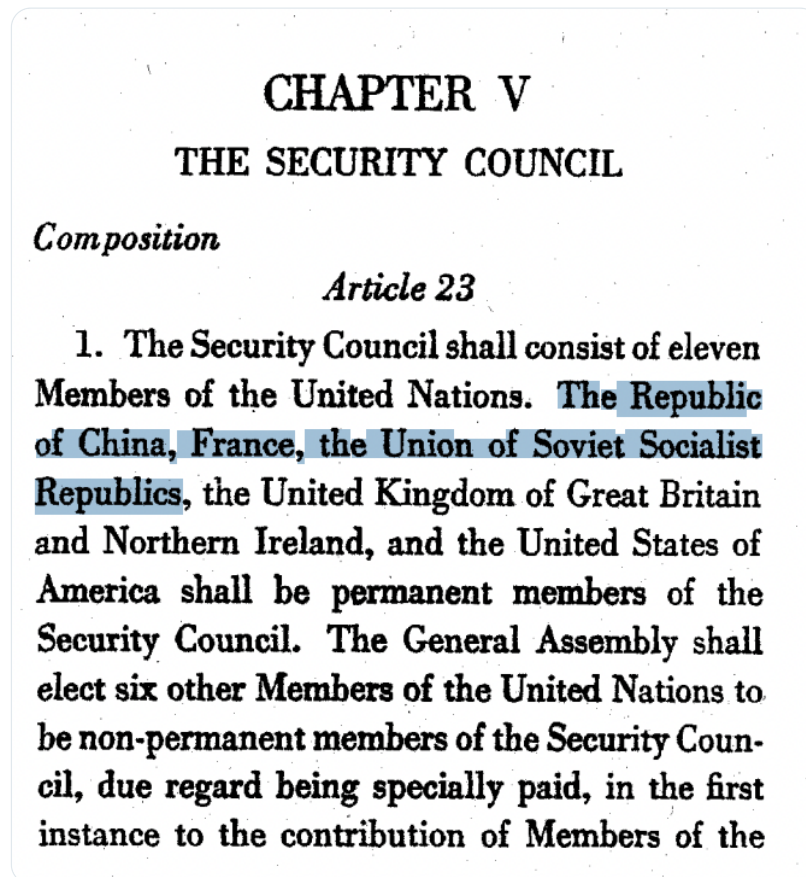 CHAPTER V
THE SECURITY COUNCIL
Composition
Article 23
1. The Security Council shall consist of eleven
Members of the United Nations. The Republic
of China, France, the Union of Soviet Socialist
Republics, the United Kingdom of Great Britain
and Northern Ireland, and the United States of
America shall be permanent members of the
Security Council. The General Assembly shall
elect six other Members of the United Nations to
be non-permanent members of the Security Coun-
cil, due regard being specially paid, in the first
instance to the contribution of Members of the